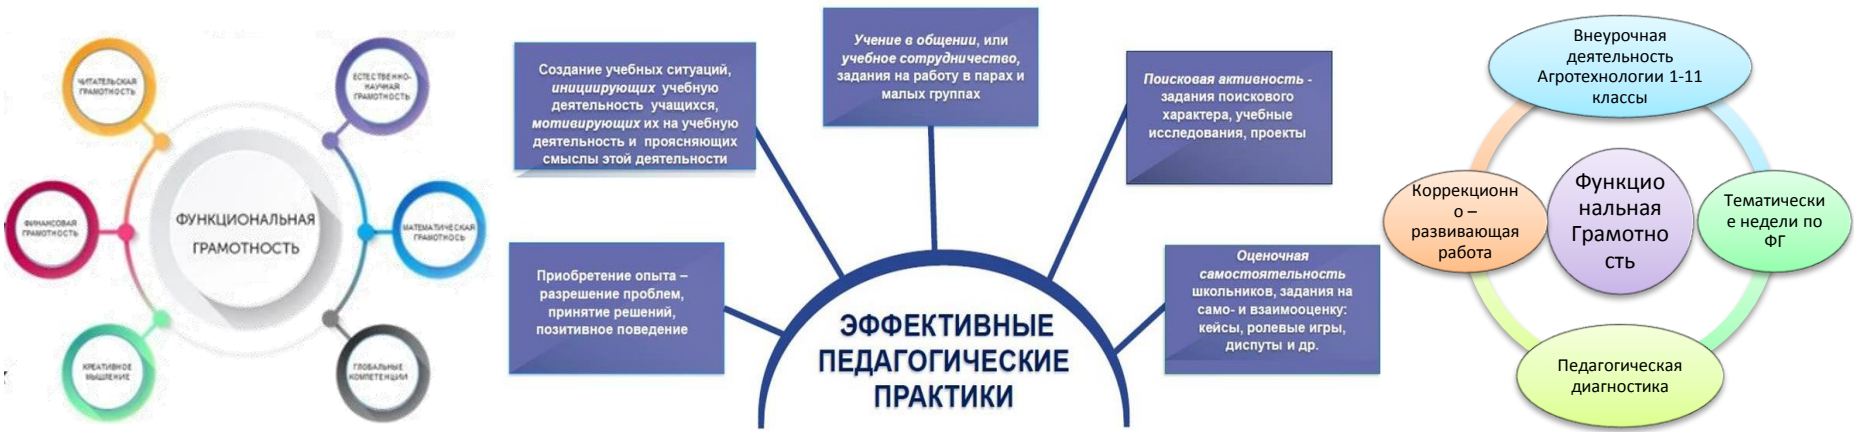 ЧИТАТЕЛЬСКАЯ
ГРАМОТНОСТЬ
ЕСТЕСТВЕННО-
НАУЧНАЯ
ГРАМОТНОСТЬ
ФИНАНСОВАЯ
ГРАМОТНОСТЬ
ФУНКЦИОНАЛЬНАЯ
ГРАМОТНОСТЬ
МАТЕМАТИЧЕСКАЯ
ГРАМОТНОСЬ
КРЕАТИВНОЕ
МЫШЛЕНИЕ
ГЛОБАЛЬНЫЕ
КОМПЕТЕНЦИИ
Создание учебных ситуаций,
инициирующих учебную
деятельность учащихся,
мотивирующих их на учебную
деятельность и проясняющих
смыслы этой деятельности
Учение в общении, или
учебное сотрудничество,
задания на работу в парах и
малых группах
Поисковая активность -
задания поискового
характера, учебные
исследования, проекты
Приобретение опыта –
разрешение проблем,
принятие решений,
позитивное поведение
Оценочная
самостоятельность
школьников, задания на
само- и взаимооценку:
кейсы, ролевые игры,
диспуты и др.
ЭФФЕКТИВНЫЕ
ПЕДАГОГИЧЕСКИЕ
ПРАКТИКИ
Внеурочная
деятельность
Агротехнологии 1-11
классы
Коррекционн
о –
развивающая
работа
Функцио
нальная
Грамотно
сть
Тематически
е недели по
ФГ
Педагогическая
диагностика